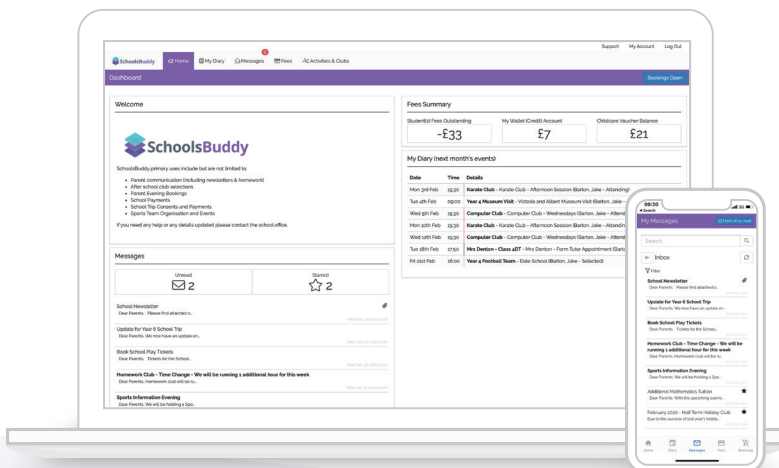 Support My Account Log Out
SchoolsBuddy Home My Diary Messages Fees Activities & Clubs
Dashboard Bookings Open
Welcome
SchoolsBuddy
SchoolsBuddy primary uses include but are not limited to:
• Parent communication (including newsletters & homework)
• After school club selections
• Parent Evening Bookings
• School Payments
• School Trip Consents and Payments
• Sports Team Organisation and Events
If you need any help or any details updated please contact the school office.
Messages
Unread
2
Starred
2
School Newsletter
Dear Parents, Please find attached o...
Update for Year 6 School Trip
Dear Parents, We now have an update on...
Book School Play Tickets
Dear Parents, Tickets for the School...
Homework Club - Time Change - We will be running 1 additional hour for this week
Dear Parents, Homework club will be ru...
Sports Information Evening
Dear Parents, We will be holding a Spo...
Fees Summary
Student(s) Fees Outstanding
-£33
My Wallet (Credit) Account
£7
Childcare Voucher Balance
£21
My Diary (next month's events)
Date Time Details
Mon 3rd Feb 15:30 Karate Club - Karate Club - Afternoon Session (Barton, Jake - Attending)
Tue 4th Feb 09:00 Year 4 Museum Visit - Victoria and Albert Museum Visit (Barton, Jake -
Wed 5th Feb 15:30 Computer Club - Computer Club - Wednesdays (Barton, Jake - Attend
Mon 10th Feb 15:30 Karate Club - Karate Club - Afternoon Session (Barton, Jake - Attendin
Wed 12th Feb 15:30 Computer Club - Computer Club - Wednesdays (Barton, Jake - Attend
Tue 18th Feb 17:50 Mrs Denton - Class 4DT - Mrs Denton - Form Tutor Appointment (Barto
Fri 21st Feb 16:00 Year 4 Football Team - Dale School (Barton, Jake - Selected)
09:20 3G
Search
My Messages Mark all as read
Search
Inbox
Filter
School Newsletter
Dear Parents, Please find attached o...
Update for Year 6 School Trip
Dear Parents, We now have an update on...
Book School Play Tickets
Dear Parents, Tickets for the School...
Homework Club - Time Change - We will be
running 1 additional hour for this week
Dear Parents, Homework club will be ru...
Sports Information Evening
Dear Parents, We will be holding a Spo...
Additional Mathematics Tuition
Dear Parents, With the upcoming exams...
February 2020 - Half Term Holiday Club
Due to the success of last year's holida...
Home Diary Messages Fees Bookings